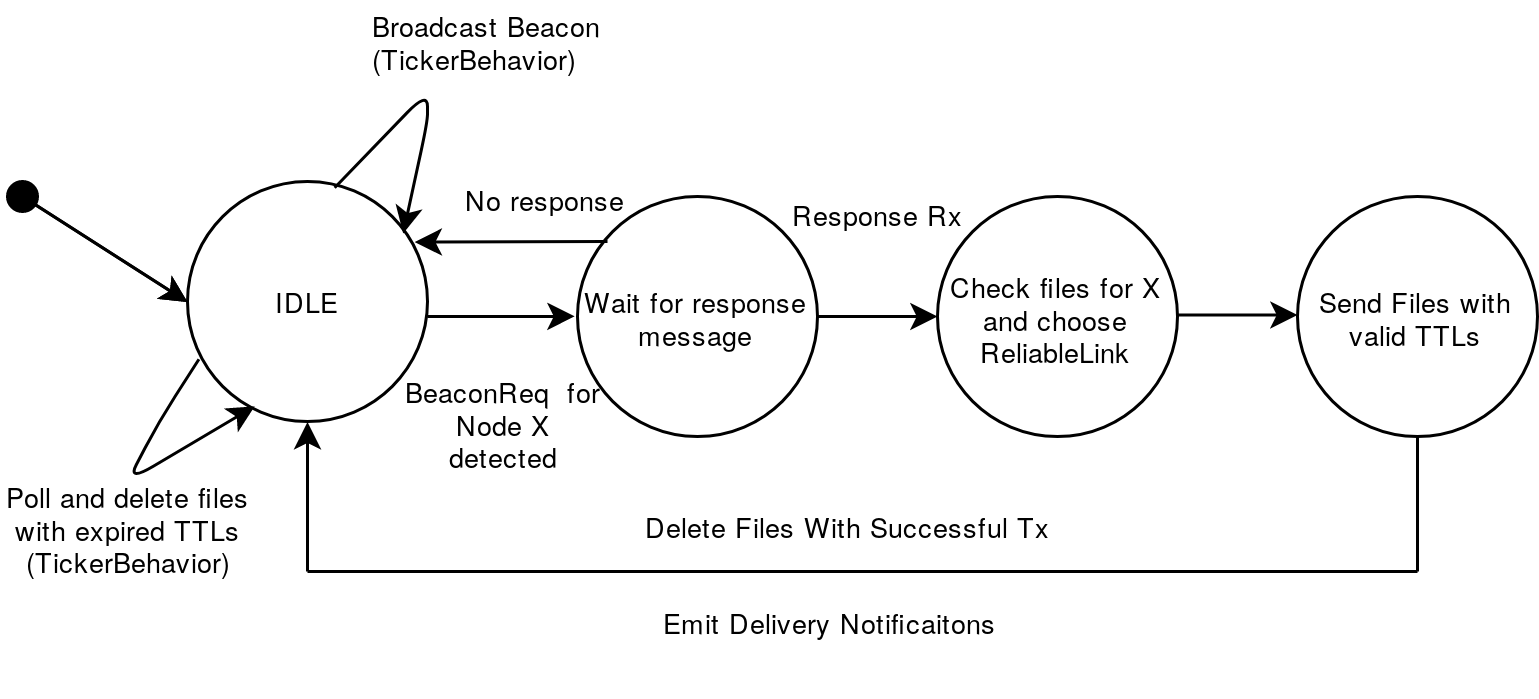 Broadcast Beacon
(TickerBehavior)
No response
Response Rx
IDLE
Wait for response
message
Check files for X
and choose
ReliableLink
Send Files with
valid TTLs
BeaconReq for
Node X
detected
Poll and delete files
with expired TTLs
(TickerBehavior)
Delete Files With Successful Tx
Emit Delivery Notificaitons